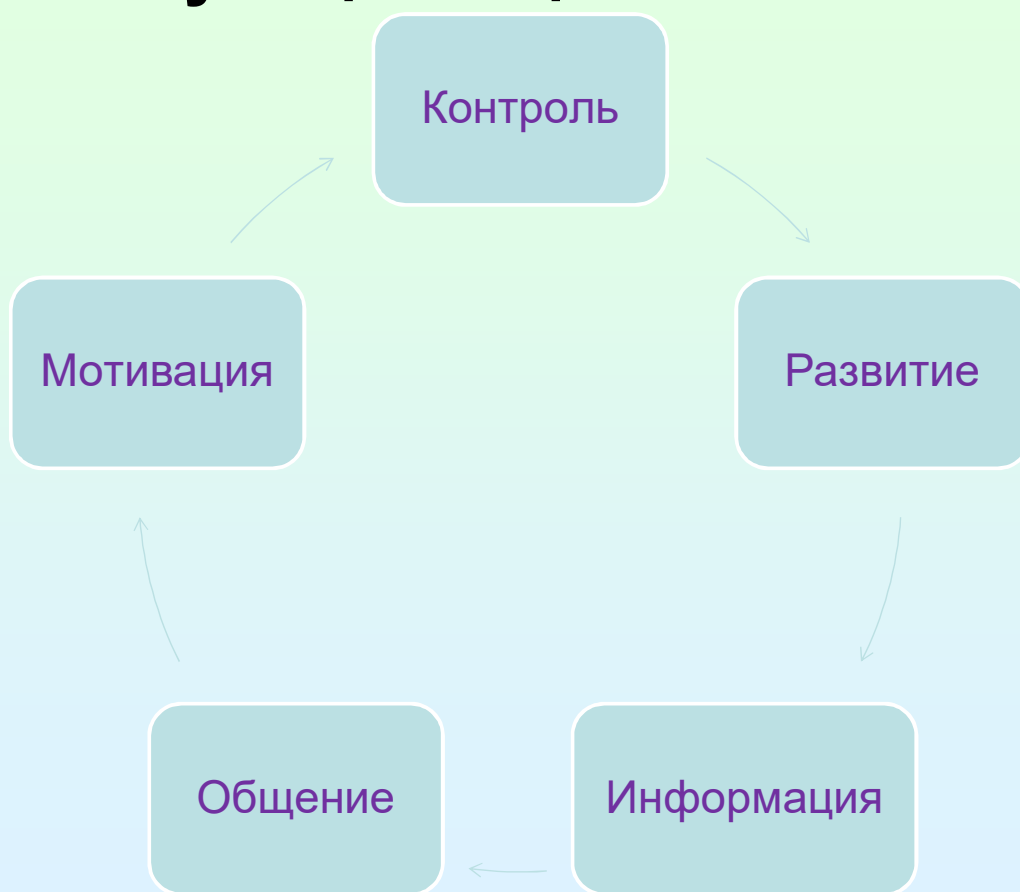 Контроль
Мотивация
Развитие
Общение
Информация